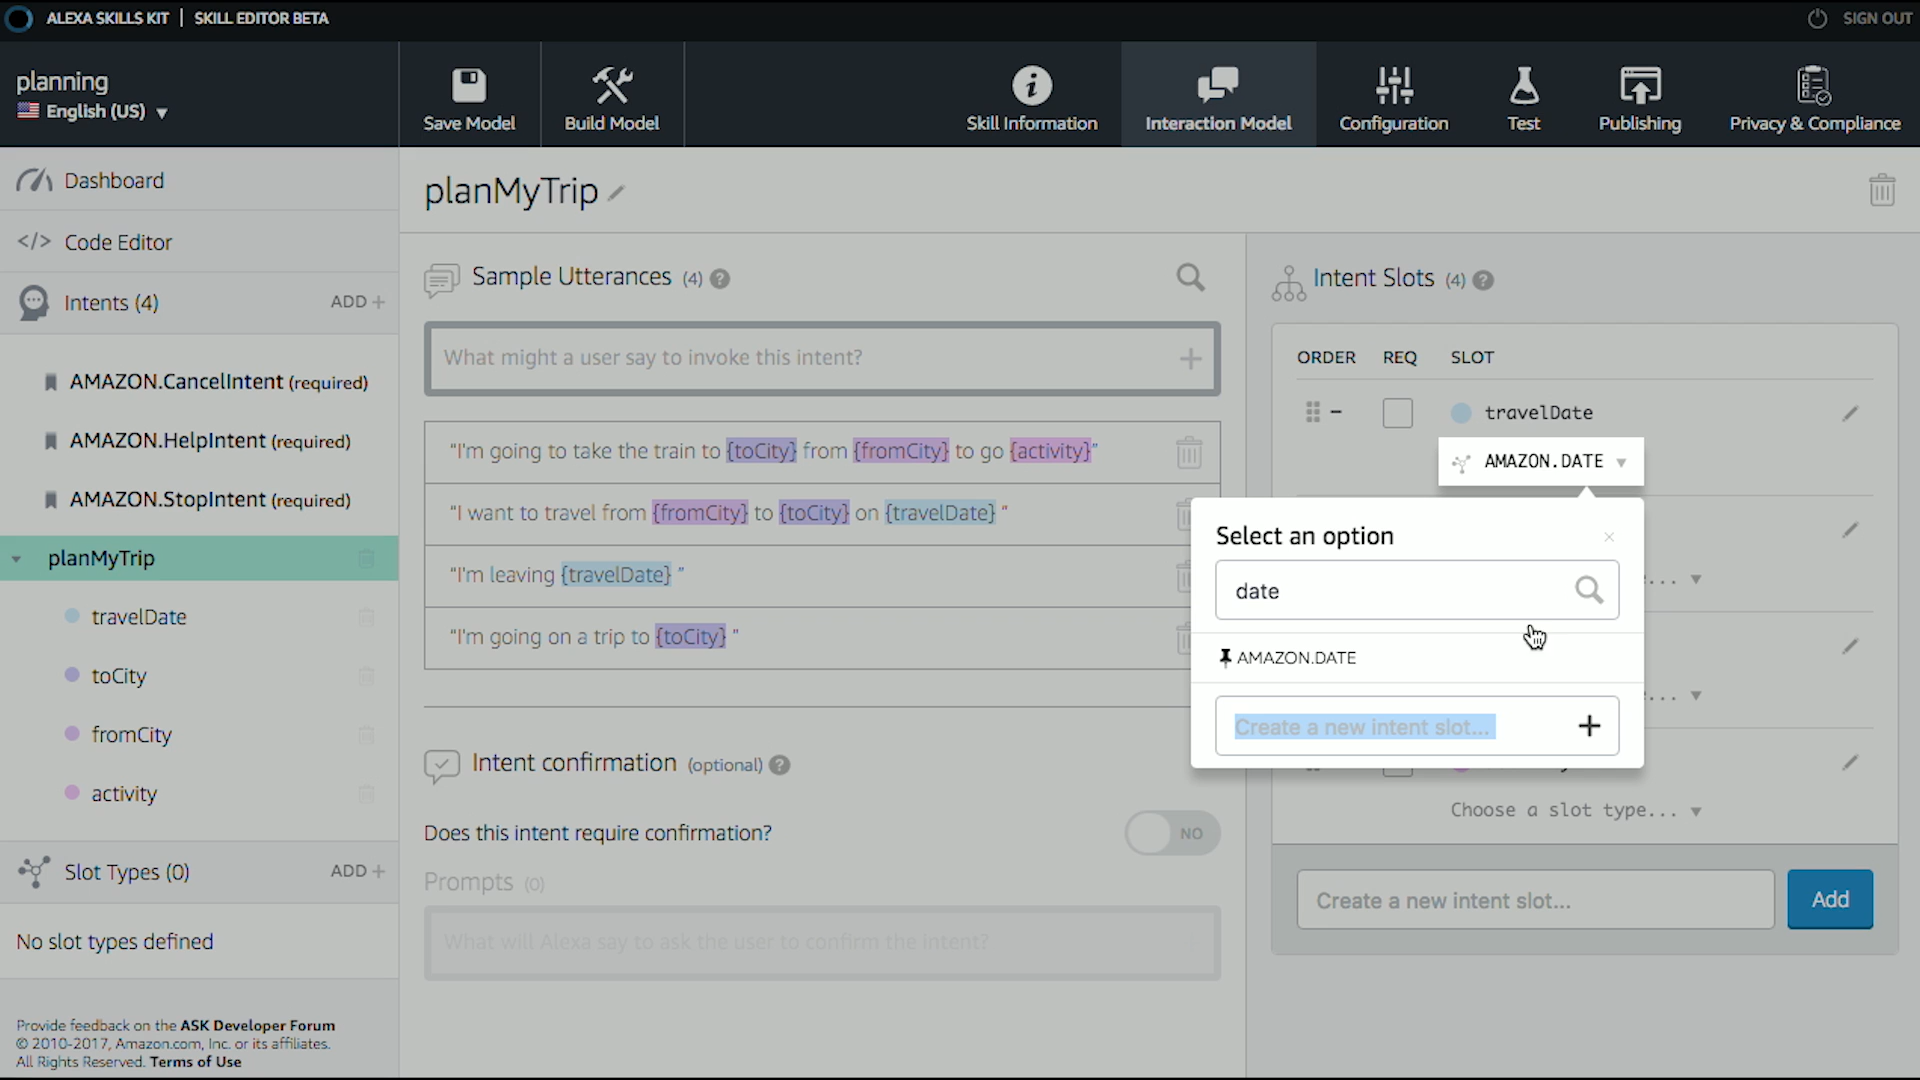 ALEXA SKILLS KIT | SKILL EDITOR BETA
SIGN OUT
planning
English (US)
Save Model
Build Model
Skill Information
Interaction Model
Configuration
Test
Publishing
Privacy & Compliance
Dashboard
</> Code Editor
Intents (4)
ADD +
AMAZON.CancelIntent (required)
AMAZON.HelpIntent (required)
AMAZON.StopIntent (required)
planMyTrip
travelDate
toCity
fromCity
activity
Slot Types (0)
ADD +
No slot types defined
Provide feedback on the ASK Developer Forum
© 2010-2017, Amazon.com, Inc. or its affiliates.
All Rights Reserved. Terms of Use
planMyTrip
Sample Utterances (4) ?
What might a user say to invoke this intent?
“I'm going to take the train to {toCity} from {fromCity} to go {activity}”
“I want to travel from {fromCity} to {toCity} on {travelDate} ”
“I'm leaving {travelDate} ”
“I'm going on a trip to {toCity} ”
Intent confirmation (optional) ?
Does this intent require confirmation?
NO
Prompts (0)
What will Alexa say to ask the user to confirm the intent?
Intent Slots (4) ?
ORDER REQ SLOT
travelDate
AMAZON.DATE
Select an option
date
AMAZON.DATE
Create a new intent slot...
Choose a slot type...
Create a new intent slot...
Add